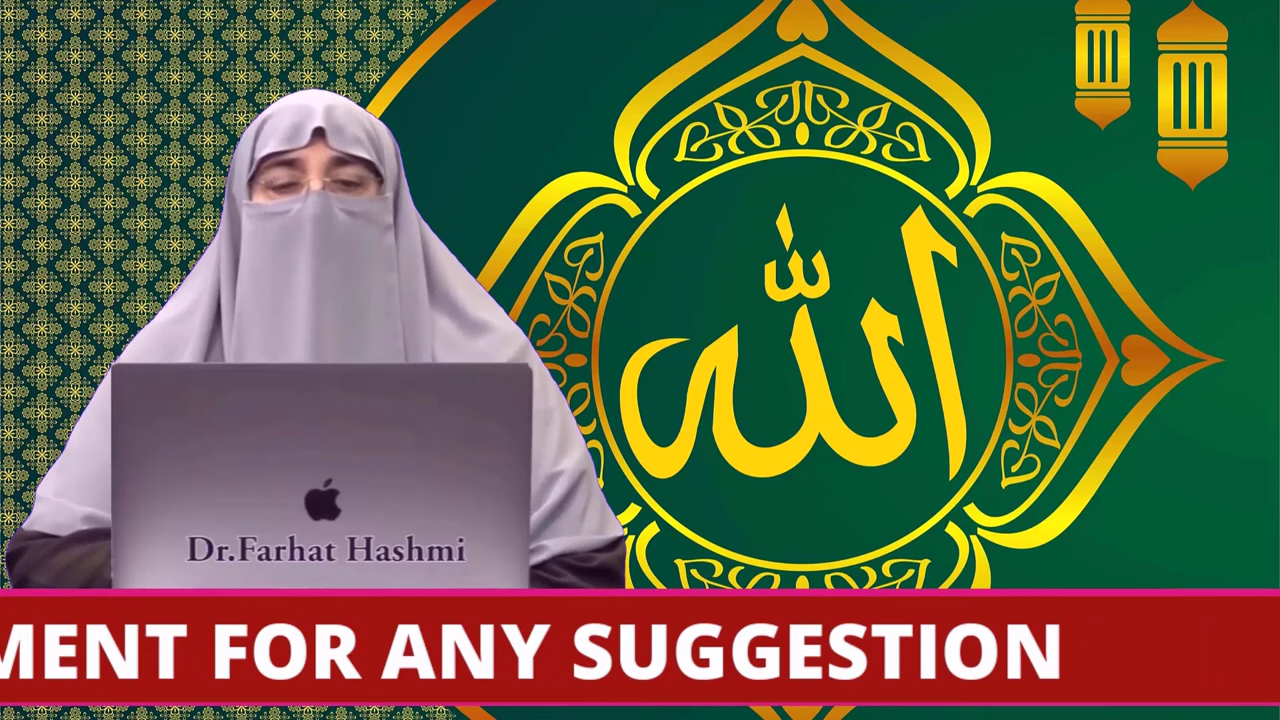 الله
Dr.Farhat Hashmi
MENT FOR ANY SUGGESTION